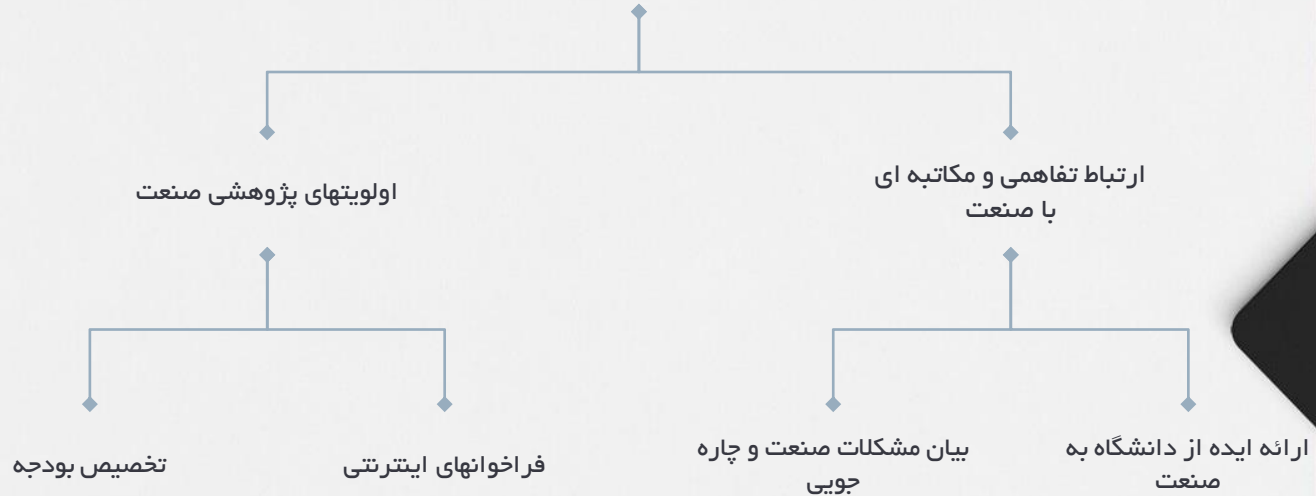 ارتباط تفاهمی و مکاتبه ای
با صنعت
اولویتهای پژوهشی صنعت
ارائه ایده از دانشگاه به
صنعت
بیان مشکلات صنعت و چاره
جویی
فراخوانهای اینترنتی
تخصیص بودجه